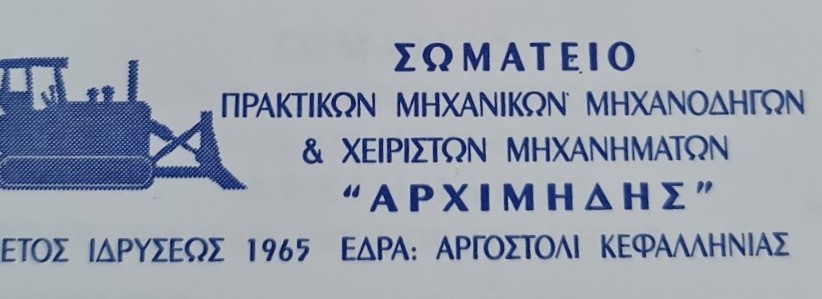 ΣΩΜΑΤΕΙΟ
ΠΡΑΚΤΙΚΩΝ ΜΗΧΑΝΙΚΩΝ ΜΗΧΑΝΟΔΗΓΩΝ
& ΧΕΙΡΙΣΤΩΝ ΜΗΧΑΝΗΜΑΤΩΝ
“ΑΡΧΙΜΗΔΗΣ”
ΕΤΟΣ ΙΔΡΥΣΕΩΣ 1965 ΕΔΡΑ: ΑΡΓΟΣΤΟΛΙ ΚΕΦΑΛΛΗΝΙΑΣ